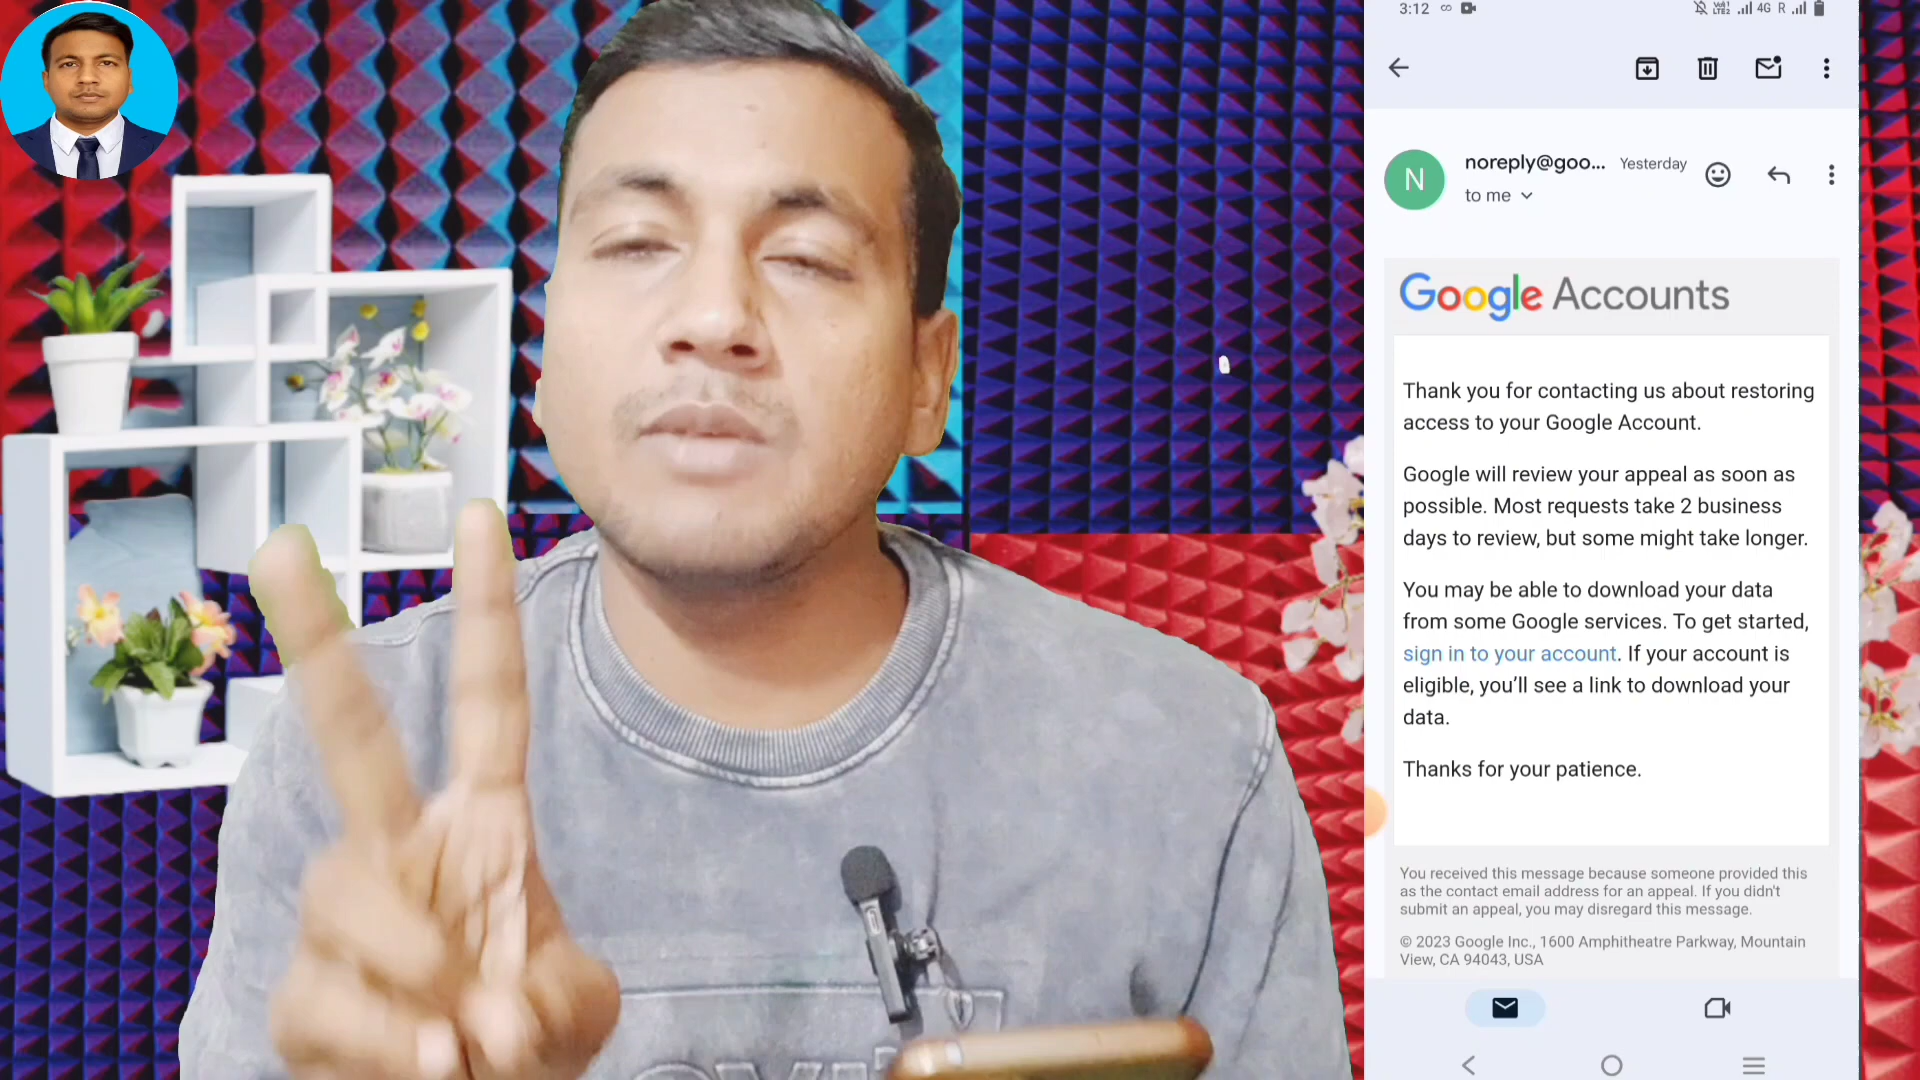 3:12
4G R
noreply@goo... Yesterday
to me
N
Google Accounts
Thank you for contacting us about restoring
access to your Google Account.
Google will review your appeal as soon as
possible. Most requests take 2 business
days to review, but some might take longer.
You may be able to download your data
from some Google services. To get started,
sign in to your account. If your account is
eligible, you’ll see a link to download your
data.
Thanks for your patience.
You received this message because someone provided this
as the contact email address for an appeal. If you didn't
submit an appeal, you may disregard this message.
© 2023 Google Inc., 1600 Amphitheatre Parkway, Mountain
View, CA 94043, USA